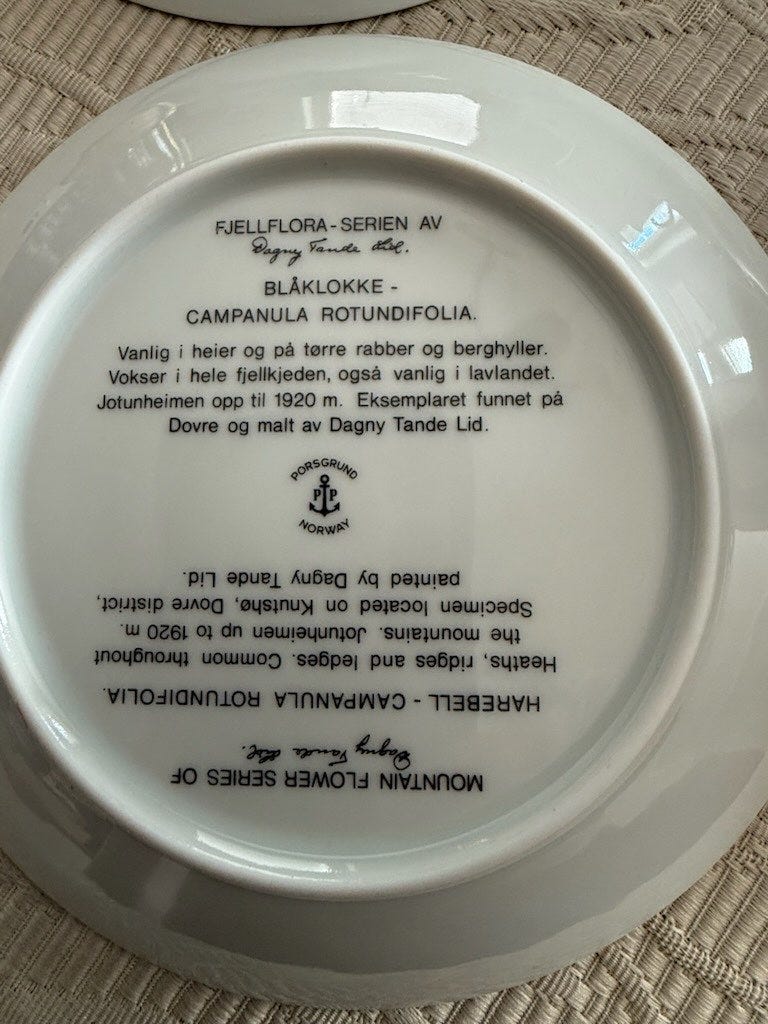 FJELLFLORA-SERIEN AV
Dagny Tande Lid.
BLÅKLOKKE -
CAMPANULA ROTUNDIFOLIA.
Vanlig i heier og på tørre rabber og berghyller.
Vokser i hele fjellkjeden, også vanlig i lavlandet.
Jotunheimen opp til 1920 m. Eksemplaret funnet på
Dovre og malt av Dagny Tande Lid.
PORSGRUND
PP
NORWAY
MOUNTAIN FLOWER SERIES OF
Dagny Tande Lid.
HAREBELL - CAMPANULA ROTUNDIFOLIA.
Heaths, ridges and ledges. Common throughout
the mountains. Jotunheimen up to 1920 m.
Specimen located on Knutshø, Dovre district,
painted by Dagny Tande Lid.